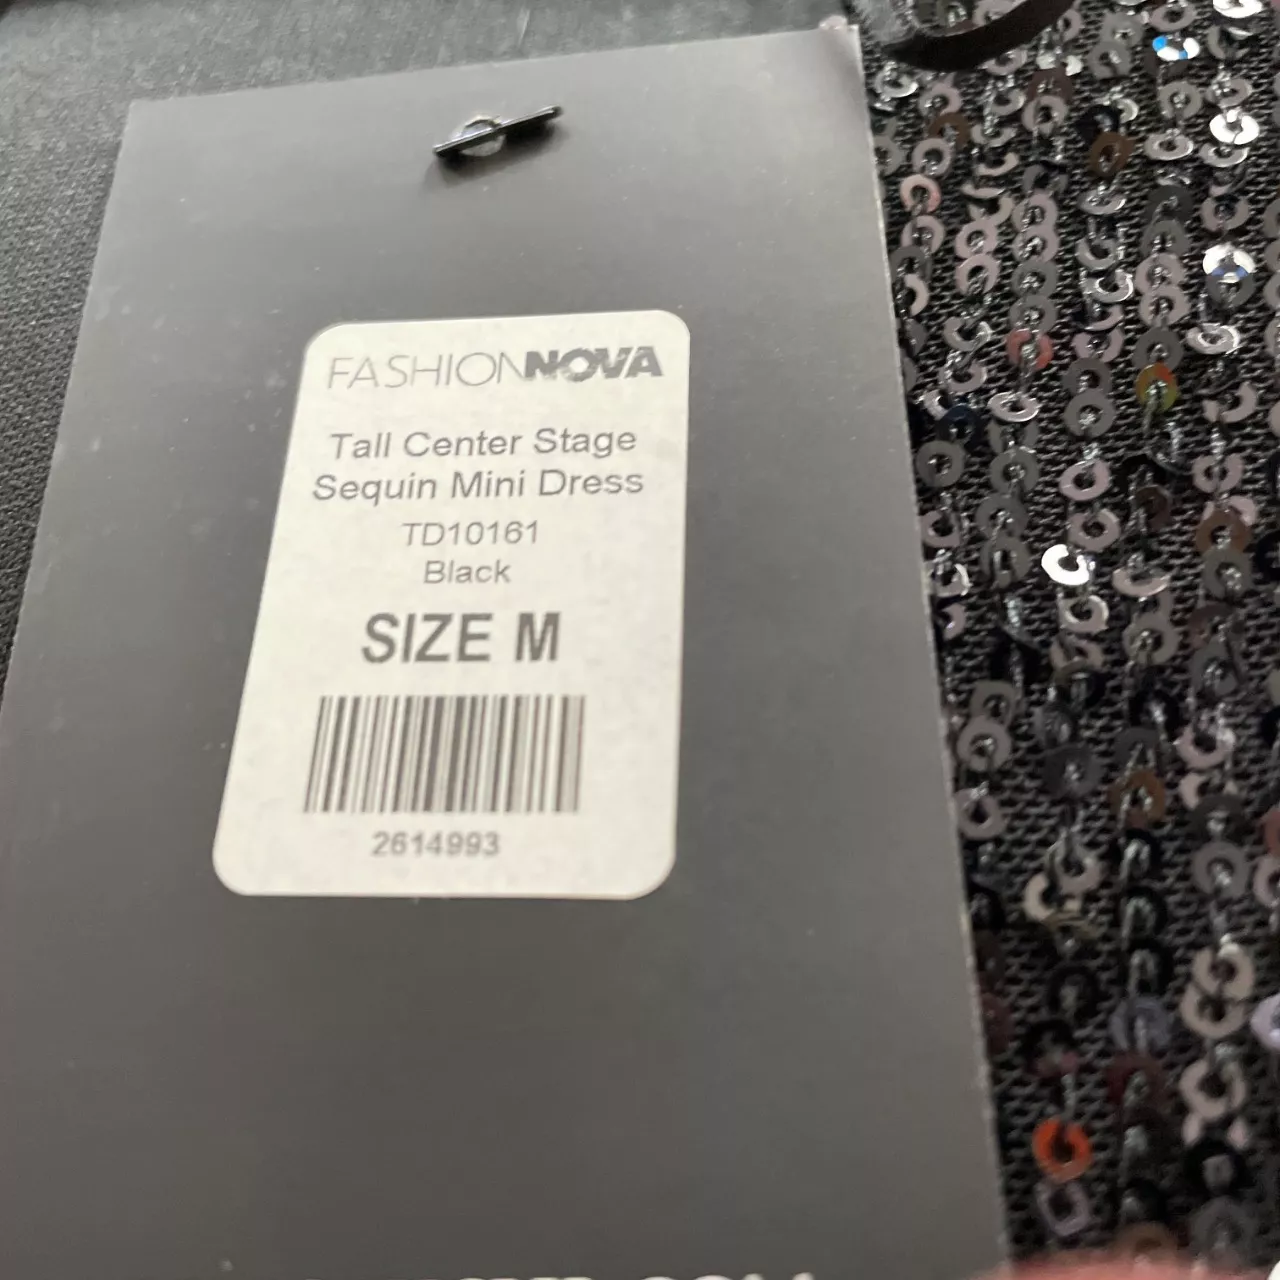 FASHIONNOVA
Tall Center Stage
Sequin Mini Dress
TD10161
Black
SIZE M
2614993